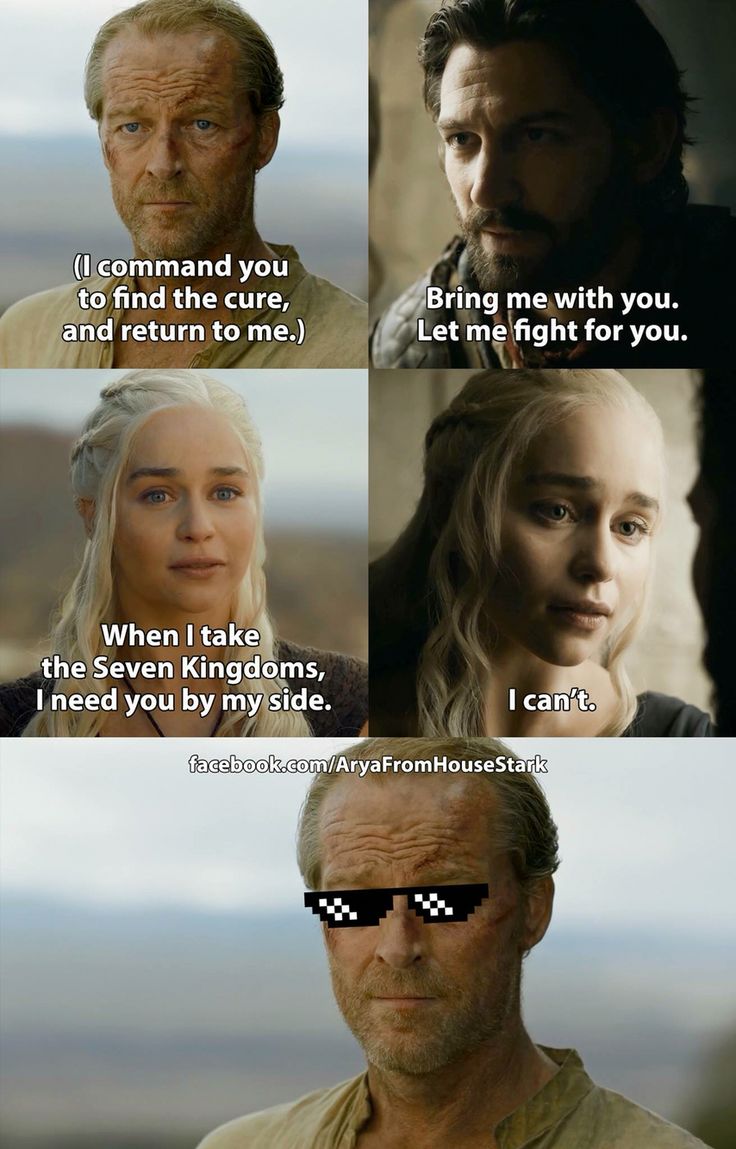 (I command you
to find the cure,
and return to me.)
Bring me with you.
Let me fight for you.
When I take
the Seven Kingdoms,
I need you by my side.
I can't.
facebook.com/AryaFromHouseStark